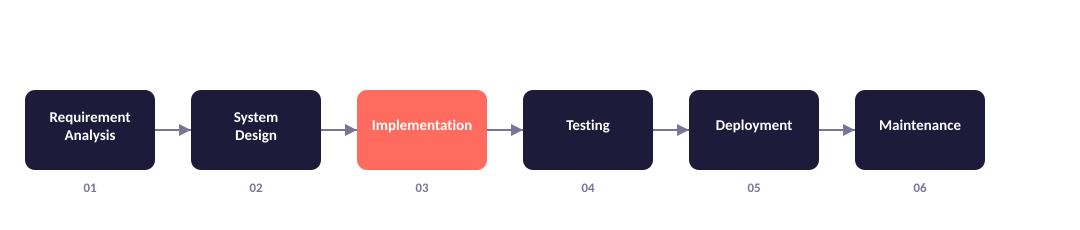 Requirement
Analysis
System
Design
Implementation
Testing
Deployment
Maintenance
01
02
03
04
05
06